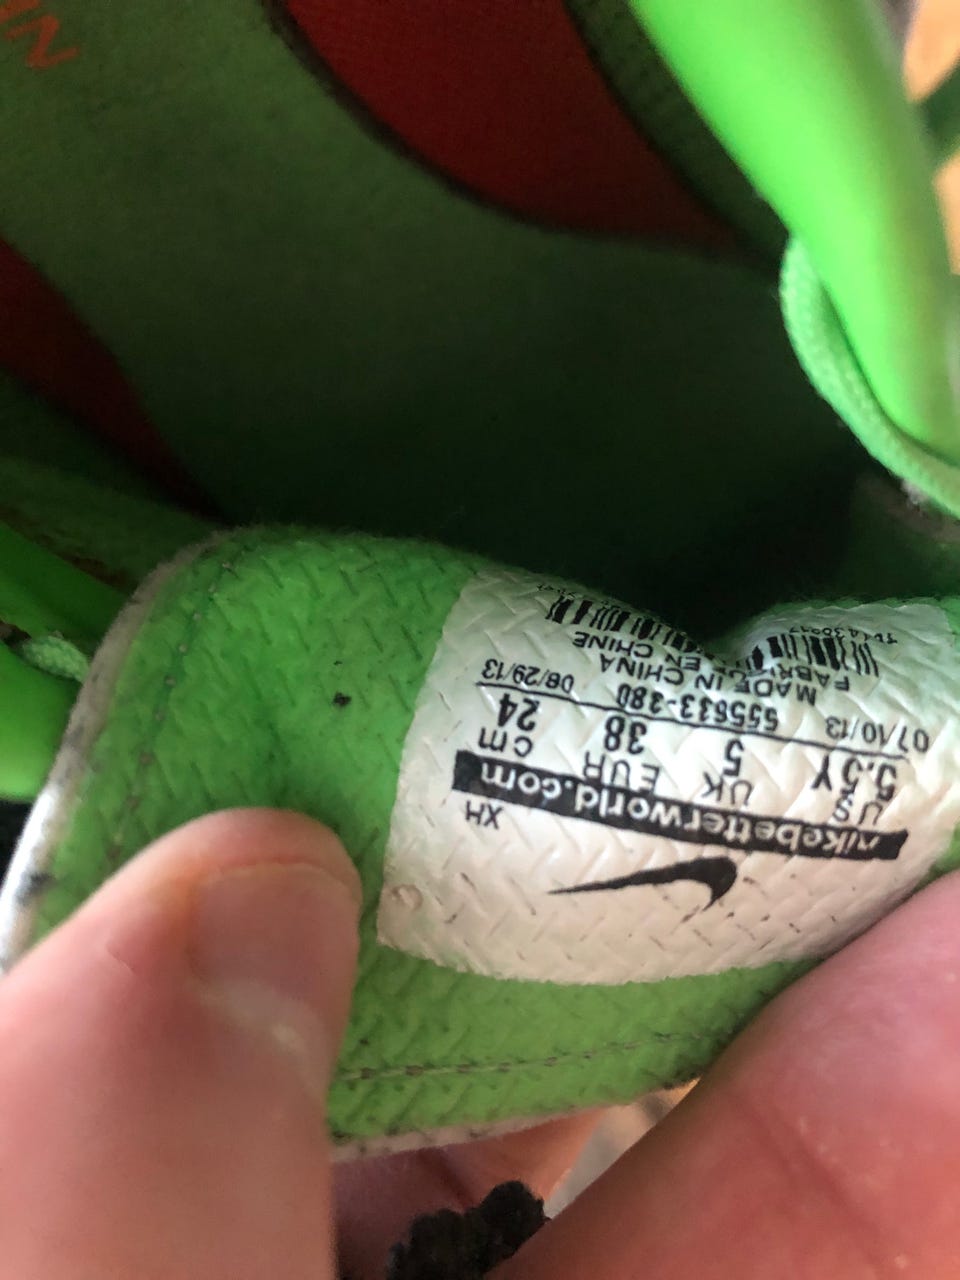 XH
nikebetterworld.com
US UK EUR cm
5.5Y 5 38 24
07/10/13 555633-380 08/29/13
MADE IN CHINA
FABRIQUE EN CHINE